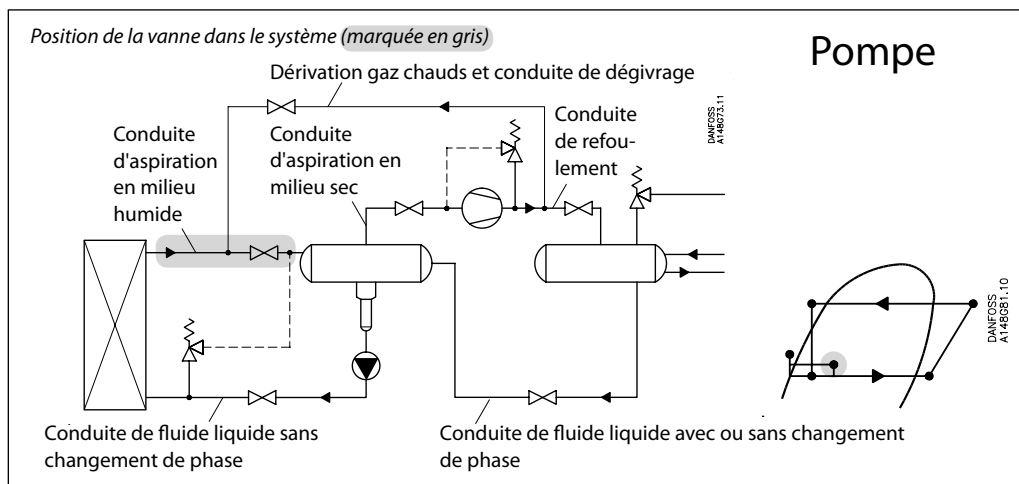 Position de la vanne dans le système (marquée en gris)
Pompe
Dérivation gaz chauds et conduite de dégivrage
DANFOSS
A148G73.11
Conduite
d'aspiration
en milieu
humide
Conduite
d'aspiration en
milieu sec
Conduite
de refou-
lement
DANFOSS
A148G81.10
Conduite de fluide liquide sans
changement de phase
Conduite de fluide liquide avec ou sans changement
de phase